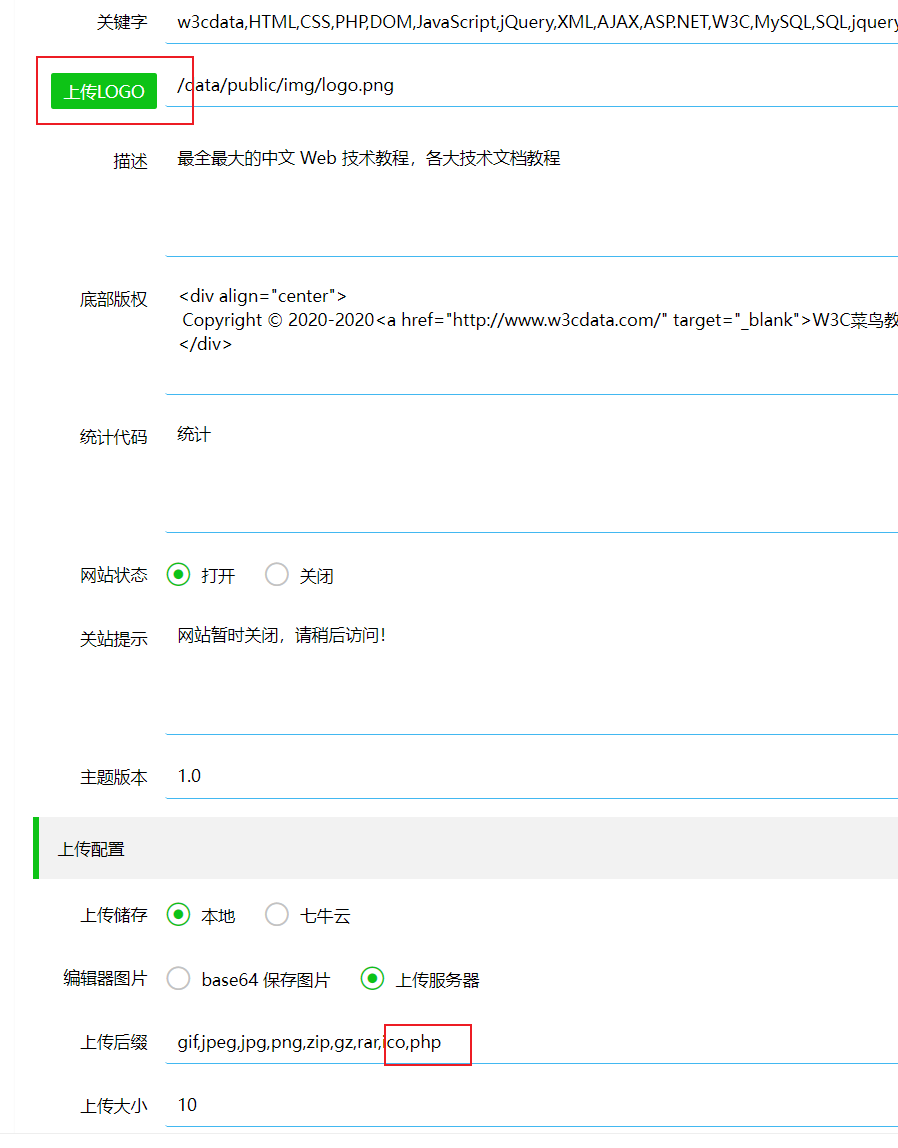 关键字 w3cdata,HTML,CSS,PHP,DOM,JavaScript,jQuery,XML,AJAX,ASP.NET,W3C,MySQL,SQL,jquery
上传LOGO /data/public/img/logo.png
描述 最全最大的中文 Web 技术教程，各大技术文档教程
底部版权 <div align="center">
Copyright © 2020-2020<a href="http://www.w3cdata.com/" target="_blank">W3C菜鸟教
</div>
统计代码 统计
网站状态 打开 关闭
关站提示 网站暂时关闭，请稍后访问！
主题版本 1.0
上传配置
上传储存 本地 七牛云
编辑器图片 base64 保存图片 上传服务器
上传后缀 gif,jpeg,jpg,png,zip,gz,rar,ico,php
上传大小 10